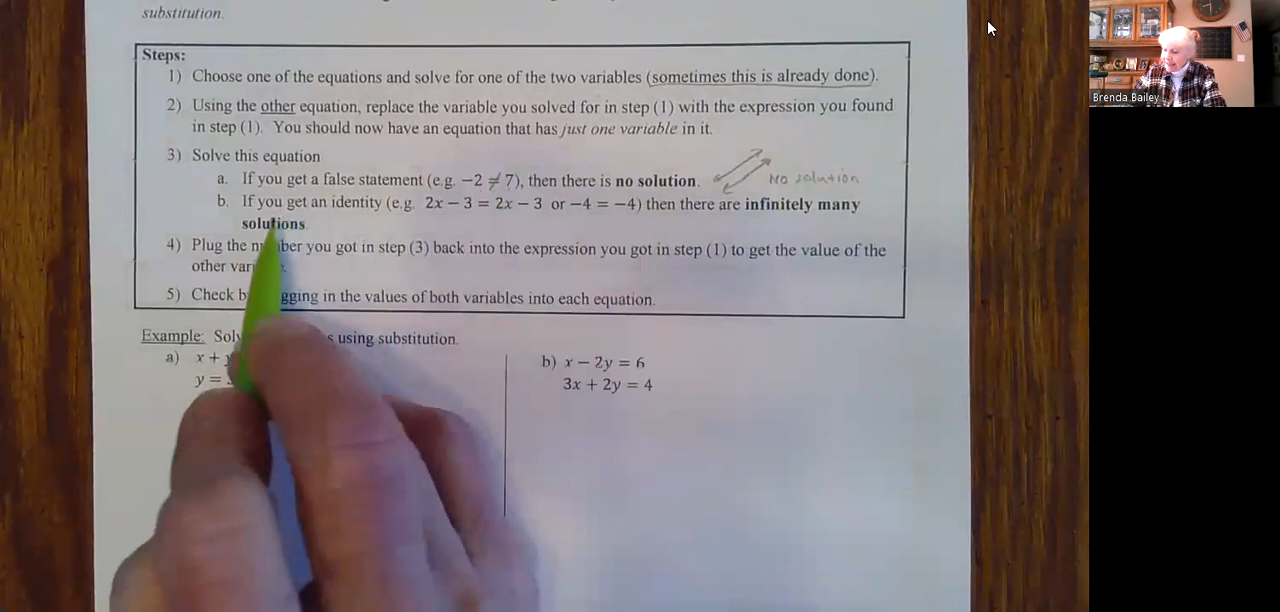 substitution.
Steps:
1) Choose one of the equations and solve for one of the two variables (sometimes this is already done).
2) Using the other equation, replace the variable you solved for in step (1) with the expression you found
in step (1). You should now have an equation that has just one variable in it.
3) Solve this equation
a. If you get a false statement (e.g. −2 ≠ 7), then there is no solution. No solution
b. If you get an identity (e.g. 2x − 3 = 2x − 3 or −4 = −4) then there are infinitely many
solutions.
4) Plug the you got in step (3) back into the expression you got in step (1) to get the value of the
other
5) Check in the values of both variables into each equation.
Example: using substitution.
a) x +
b) x − 2y = 6
y =
3x + 2y = 4
Brenda Bailey